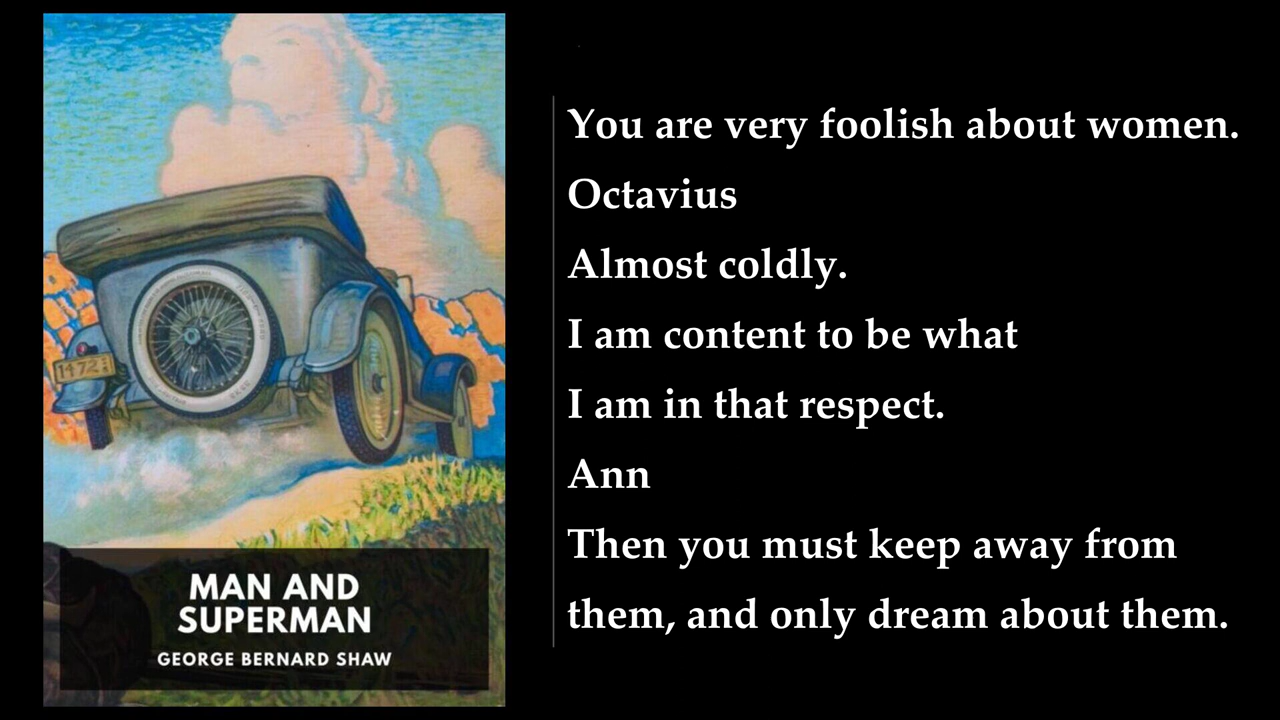 1472
MAN AND
SUPERMAN
GEORGE BERNARD SHAW
You are very foolish about women.
Octavius
Almost coldly.
I am content to be what
I am in that respect.
Ann
Then you must keep away from
them, and only dream about them.